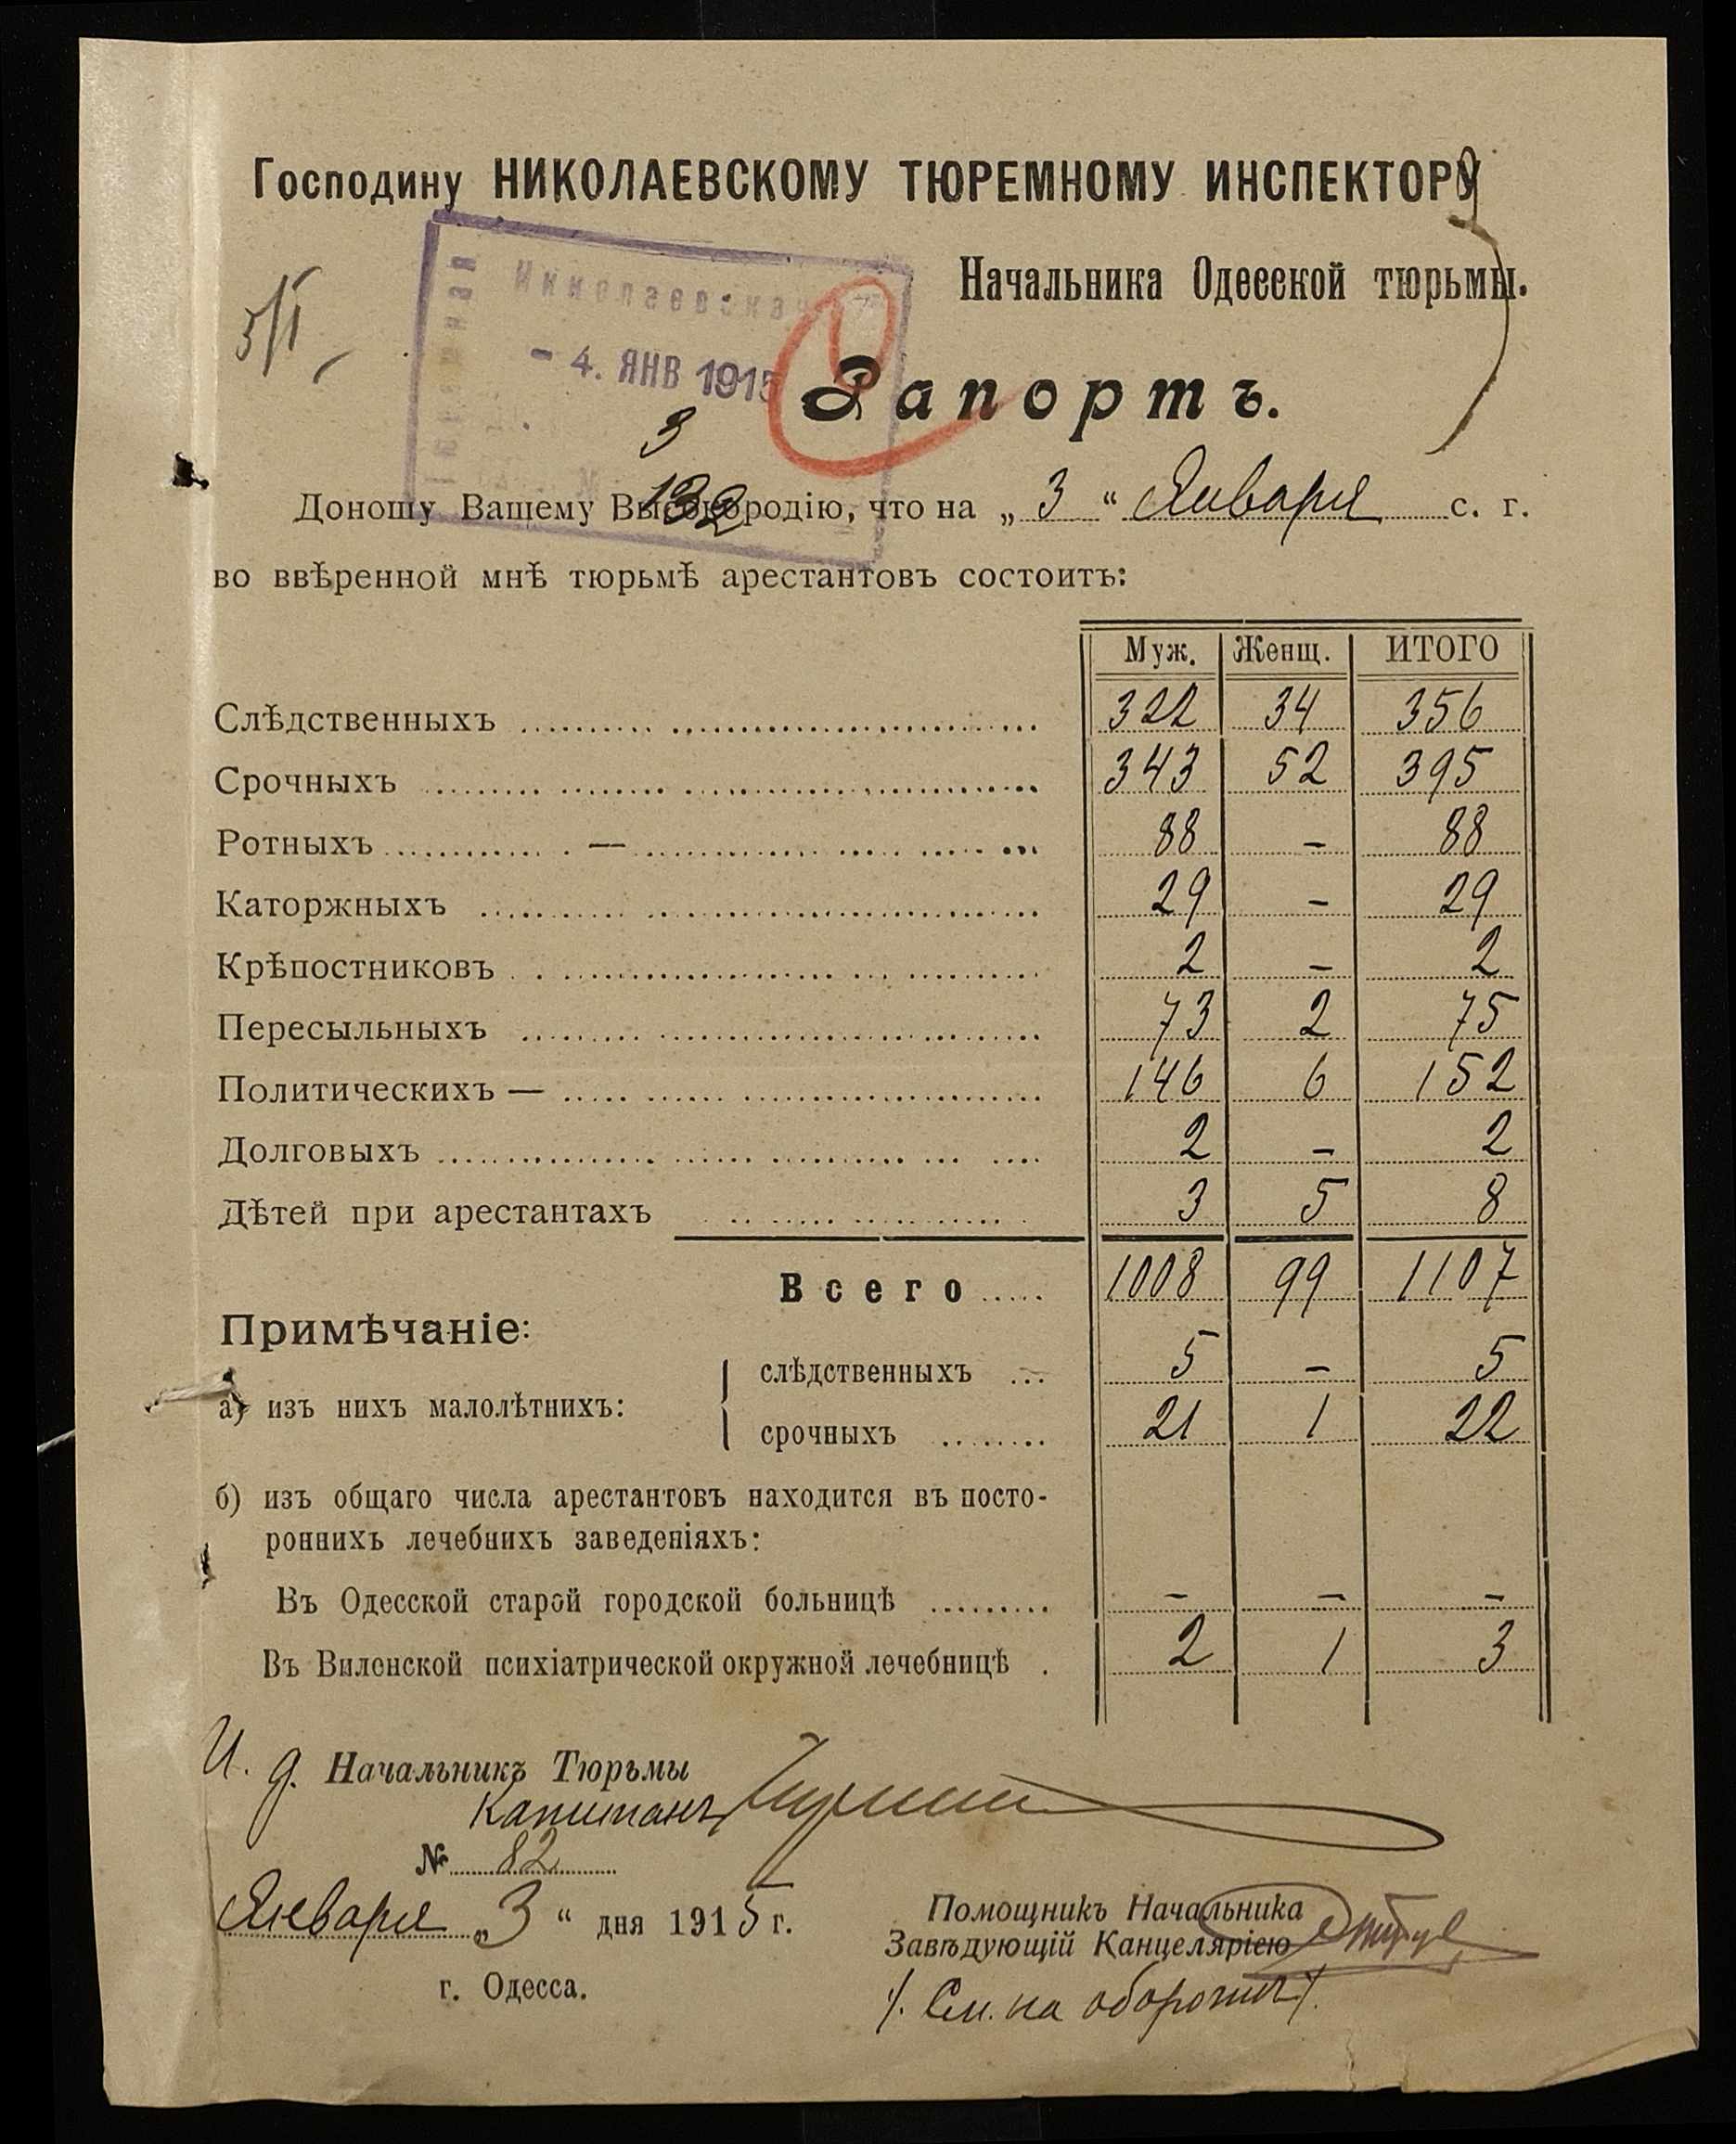 Господину НИКОЛАЕВСКОМУ ТЮРЕМНОМУ ИНСПЕКТОРУ
Начальника Одесской тюрьмы.
5/I
Николаевская
- 4. ЯНВ 1915
Рапортъ.
3
132
Доношу Ващему Высокородію, что на „ 3 “ Января с. г.
во ввѣренной мнѣ тюрьмѣ арестантовъ состоитъ:
Муж. Женщ. ИТОГО
Слѣдственныхъ 322 34 356
Срочныхъ 343 52 395
Ротныхъ — 88 - 88
Каторжныхъ 29 - 29
Крѣпостниковъ 2 - 2
Пересыльныхъ 73 2 75
Политическихъ — 146 6 152
Долговыхъ 2 - 2
Дѣтей при арестантахъ 3 5 8
Всего 1008 99 1107
Примѣчаніе:
а) изъ нихъ малолѣтнихъ:
слѣдственныхъ 5 - 5
срочныхъ 21 1 22
б) изъ общаго числа арестантовъ находится въ посто-
роннихъ лечебнихъ заведеніяхъ:
Въ Одесской старой городской больницѣ - - -
Въ Виленской психіатрической окружной лечебницѣ 2 1 3
И. д. Начальникъ Тюрьмы
Капитанъ
№ 82
Января „ 3 “ дня 1915 г.
г. Одесса.
Помощникъ Начальника
Завѣдующій Канцеляріею
/. См. на оборотѣ /.